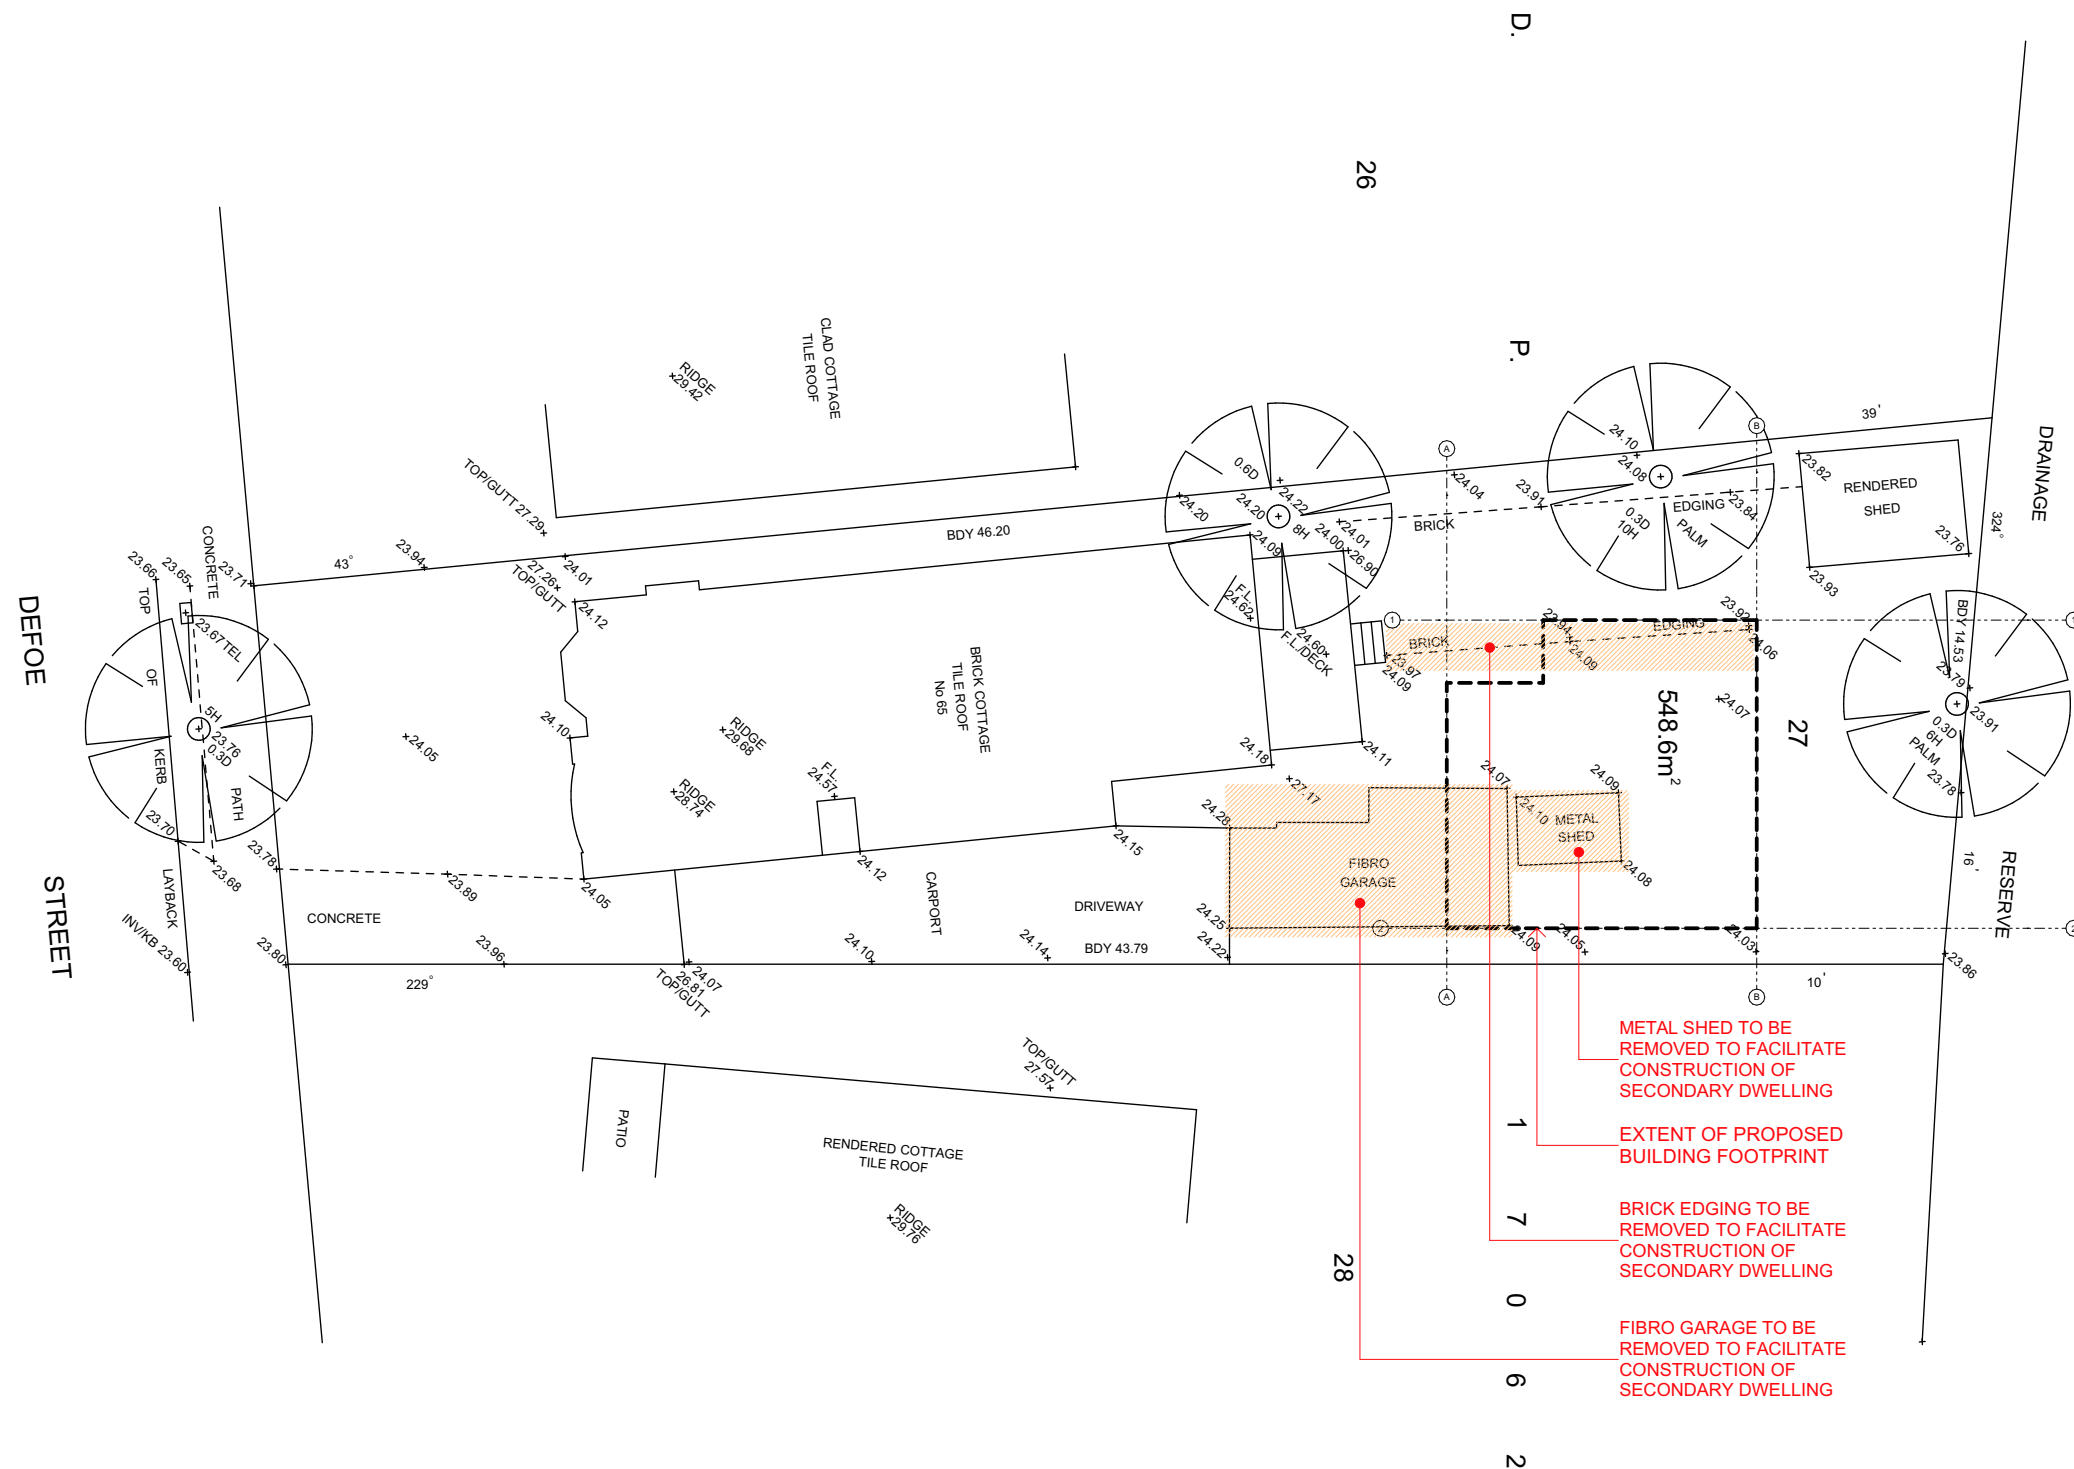 D.
P.
1
7
0
6
2
26
27
28
548.6m²
DEFOE
STREET
DRAINAGE
RESERVE
CLAD COTTAGE
TILE ROOF
RIDGE
29.42
TOP/GUTT 27.29
BDY 46.20
43°
39'
23.94
24.01
27.26
TOP/GUTT
24.12
CONCRETE
23.66
23.65
23.71
TOP
OF
KERB
LAYBACK
PATH
23.67 TEL
5H
23.76
0.3D
23.70
23.68
23.78
INV/KB 23.60
23.80
24.05
23.89
CONCRETE
23.96
229°
24.10
24.05
RIDGE
29.68
RIDGE
28.74
BRICK COTTAGE
TILE ROOF
No 65
F.L.
24.57
24.12
24.15
CARPORT
DRIVEWAY
BDY 43.79
24.07
26.81
TOP/GUTT
24.10
24.14
24.22
24.25
24.28
24.18
27.17
24.11
0.6D
24.22
24.20
24.20
8H
24.09
24.00
24.01
26.90
F.L.
24.62
24.60
F.L./DECK
24.04
23.91
BRICK
EDGING
24.10
24.08
0.3D
10H
PALM
23.84
23.82
RENDERED
SHED
23.76
23.93
324°
BDY 14.53
23.79
23.91
0.3D
6H
PALM
23.78
16'
23.86
10'
A
B
1
1
2
2
A
B
BRICK
EDGING
23.97
24.09
23.94
24.09
23.92
24.06
24.07
24.07
24.10
24.09
METAL
SHED
24.08
FIBRO
GARAGE
24.09
24.05
24.03
PATIO
RENDERED COTTAGE
TILE ROOF
TOP/GUTT
27.57
RIDGE
29.76
METAL SHED TO BE
REMOVED TO FACILITATE
CONSTRUCTION OF
SECONDARY DWELLING
EXTENT OF PROPOSED
BUILDING FOOTPRINT
BRICK EDGING TO BE
REMOVED TO FACILITATE
CONSTRUCTION OF
SECONDARY DWELLING
FIBRO GARAGE TO BE
REMOVED TO FACILITATE
CONSTRUCTION OF
SECONDARY DWELLING